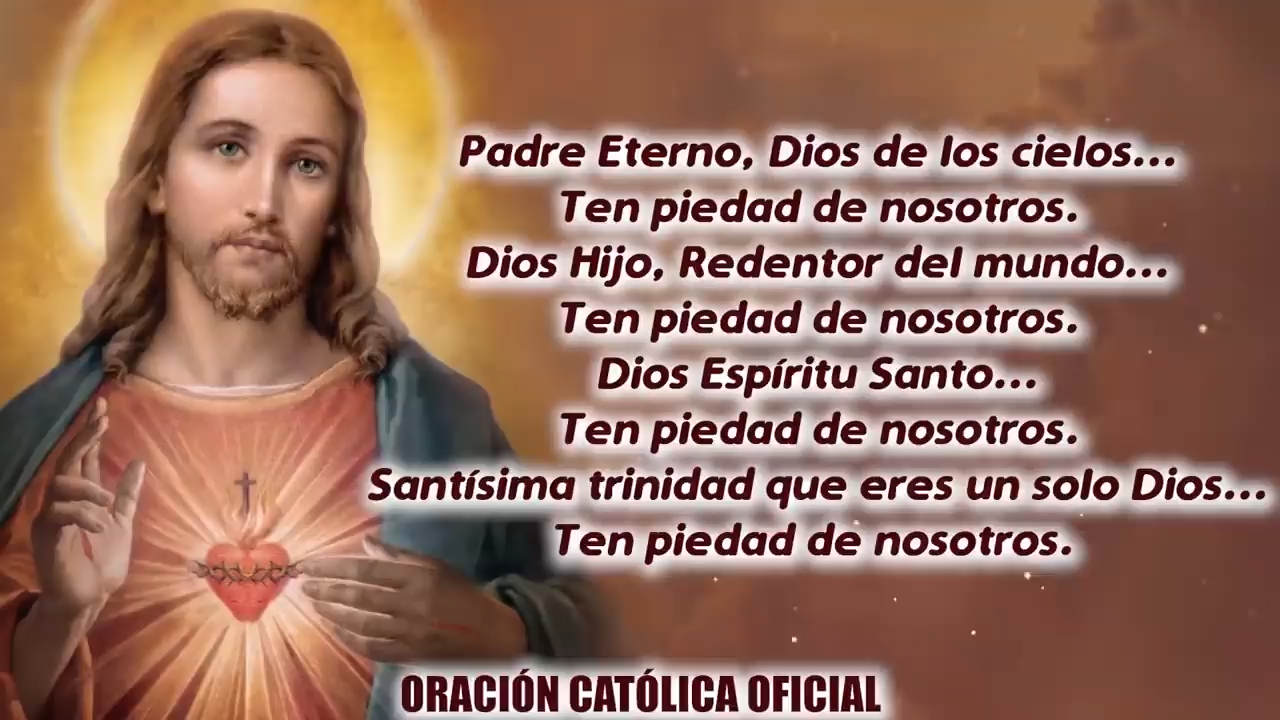 Padre Eterno, Dios de los cielos...
Ten piedad de nosotros.
Dios Hijo, Redentor del mundo...
Ten piedad de nosotros.
Dios Espíritu Santo...
Ten piedad de nosotros.
Santísima trinidad que eres un solo Dios...
Ten piedad de nosotros.
ORACIÓN CATÓLICA OFICIAL